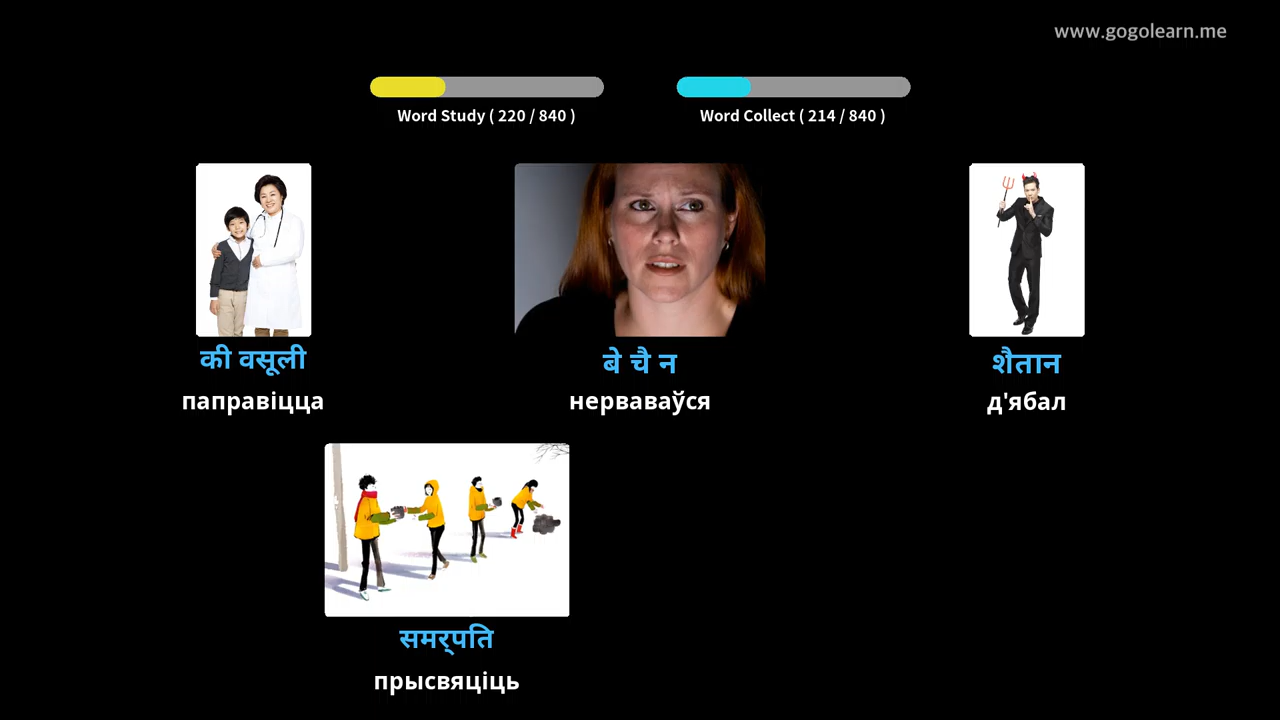 www.gogolearn.me
Word Study ( 220 / 840 )
Word Collect ( 214 / 840 )
की वसूली
паправіцца
बे चै न
нерваваўся
शैतान
д'ябал
समर्पति
прысвяціць